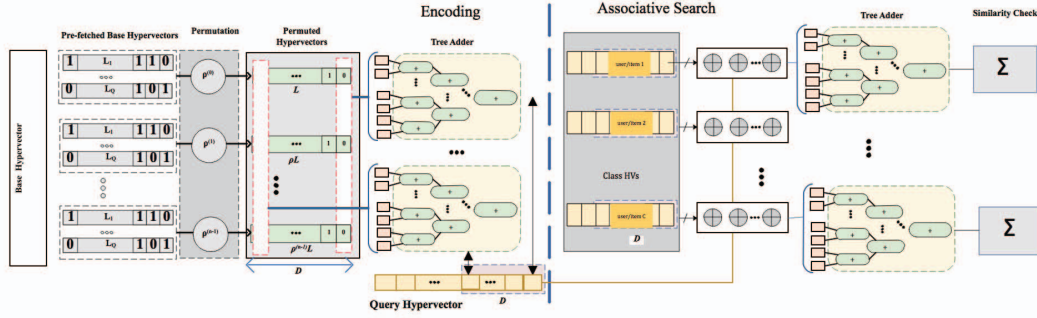 Encoding
Associative Search
Pre-fetched Base Hypervectors
Permutation
Permuted
Hypervectors
Tree Adder
Tree Adder
Similarity Check
Base Hypervector
1 L₁ 1 1 0
0 L_Q 1 0 1
ρ⁽⁰⁾
••• 1 0
L
1 L₁ 1 1 0
0 L_Q 1 0 1
ρ⁽¹⁾
••• 1 0
ρL
1 L₁ 1 1 0
0 L_Q 1 0 1
ρ⁽ⁿ⁻¹⁾
••• 1 0
ρ⁽ⁿ⁻¹⁾L
D
+ + + + + + +
+ + + + + + +
Query Hypervector
D
user/item 1
user/item 2
Class HVs
user/item C
D
+ + + + + + +
Σ
+ + + + + + +
Σ